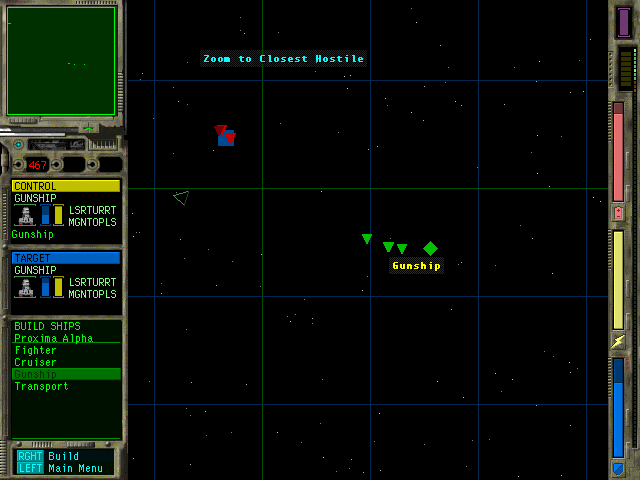 Zoom to Closest Hostile
467
CONTROL
GUNSHIP
LSRTURRT
MGNTOPLS
Gunship
TARGET
GUNSHIP
LSRTURRT
MGNTOPLS
Gunship
BUILD SHIPS
Proxima Alpha
Fighter
Cruiser
Gunship
Transport
RGHT Build
LEFT Main Menu